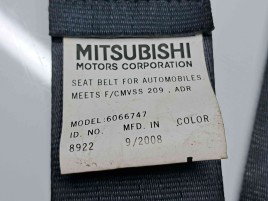 MITSUBISHI
MOTORS CORPORATION
SEAT BELT FOR AUTOMOBILES
MEETS F/CMVSS 209 , ADR
MODEL:6066747
ID. NO. MFD. IN COLOR
8922 9/2008